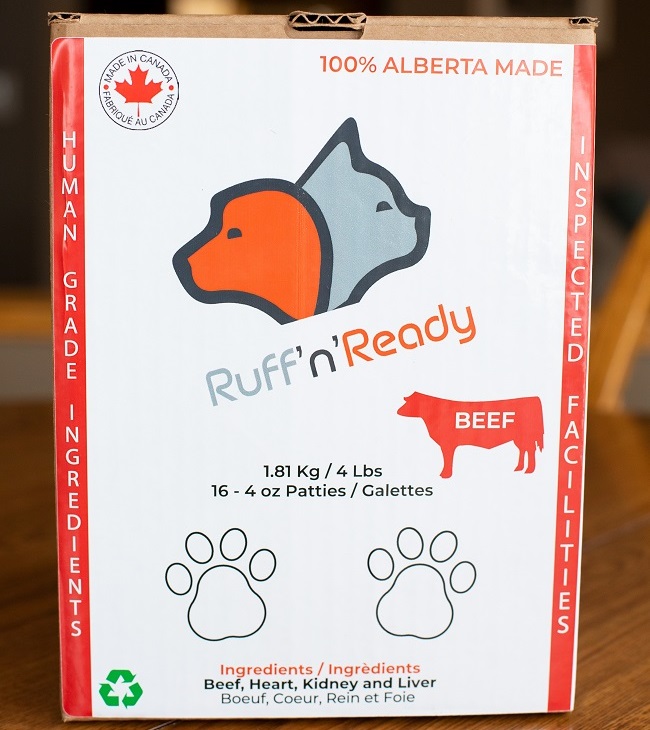 MADE IN CANADA
FABRIQUÉ AU CANADA
100% ALBERTA MADE
HUMAN GRADE INGREDIENTS
INSPECTED FACILITIES
Ruff'n'Ready
BEEF
1.81 Kg / 4 Lbs
16 - 4 oz Patties / Galettes
Ingredients / Ingrèdients
Beef, Heart, Kidney and Liver
Boeuf, Coeur, Rein et Foie